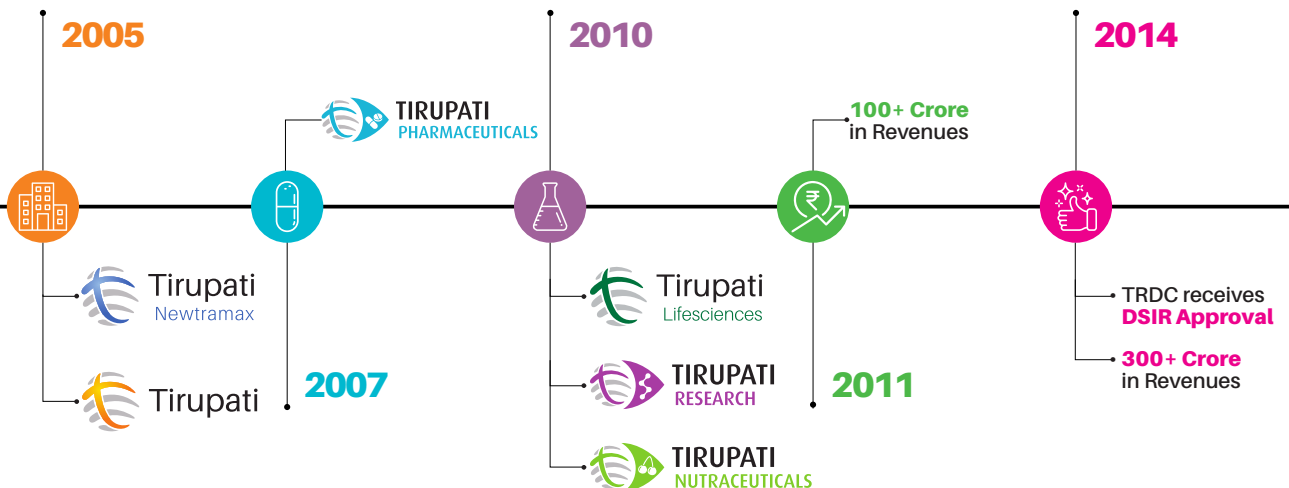 2005
Tirupati
Newtramax
Tirupati
TIRUPATI
PHARMACEUTICALS
2007
2010
Tirupati
Lifesciences
TIRUPATI
RESEARCH
TIRUPATI
NUTRACEUTICALS
100+ Crore
in Revenues
₹
2011
2014
TRDC receives
DSIR Approval
300+ Crore
in Revenues